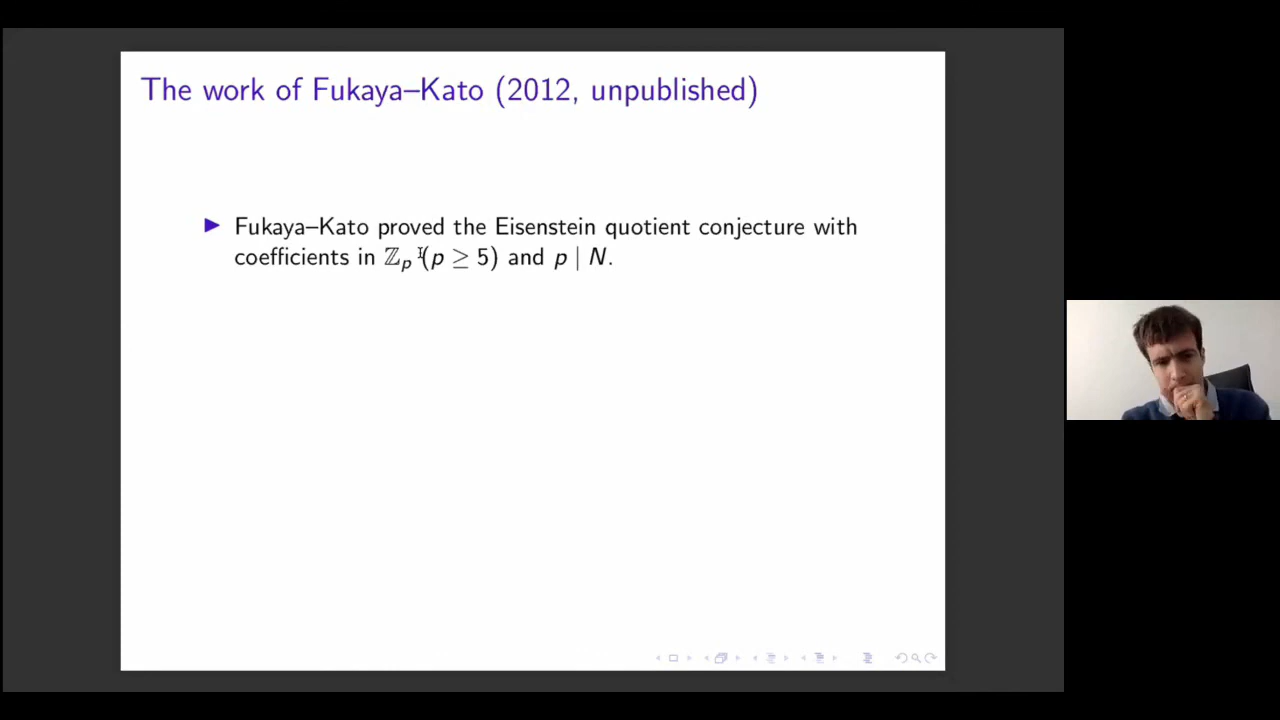 The work of Fukaya–Kato (2012, unpublished)
▶ Fukaya–Kato proved the Eisenstein quotient conjecture with
coefficients in ℤₚ (p ≥ 5) and p | N.